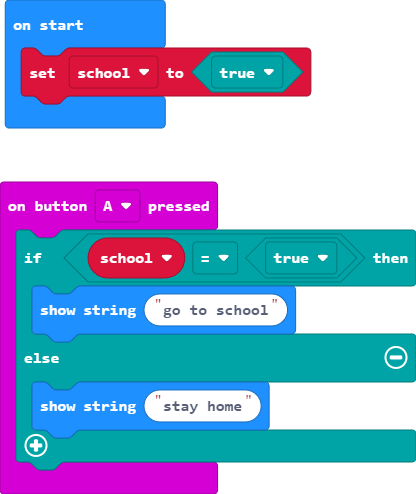 on start
set school to true
on button A pressed
if school = true then
show string "go to school"
else
show string "stay home"